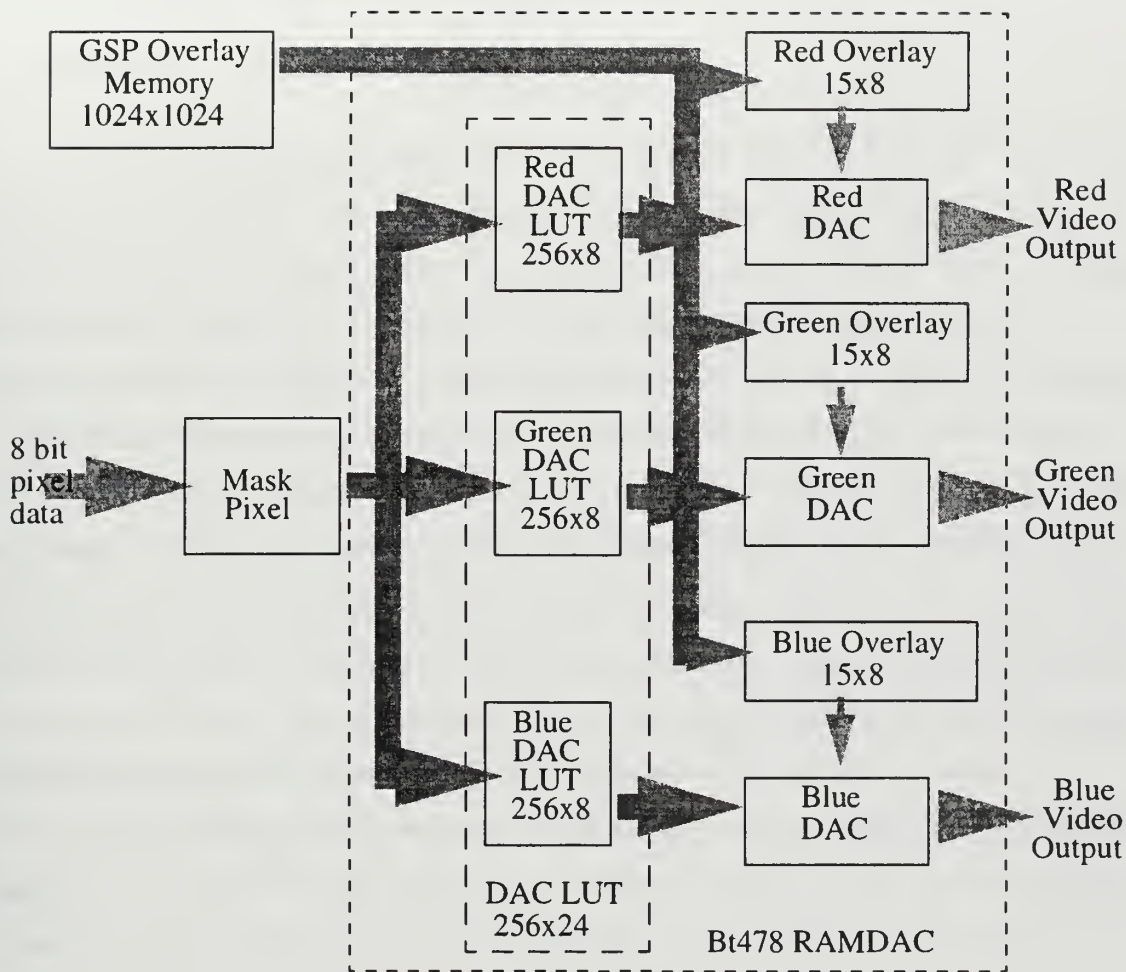 GSP Overlay
Memory
1024x1024
Red Overlay
15x8
Red
DAC
LUT
256x8
Red
DAC
Red
Video
Output
Green Overlay
15x8
8 bit
pixel
data
Mask
Pixel
Green
DAC
LUT
256x8
Green
DAC
Green
Video
Output
Blue Overlay
15x8
Blue
DAC
LUT
256x8
Blue
DAC
Blue
Video
Output
DAC LUT
256x24
Bt478 RAMDAC